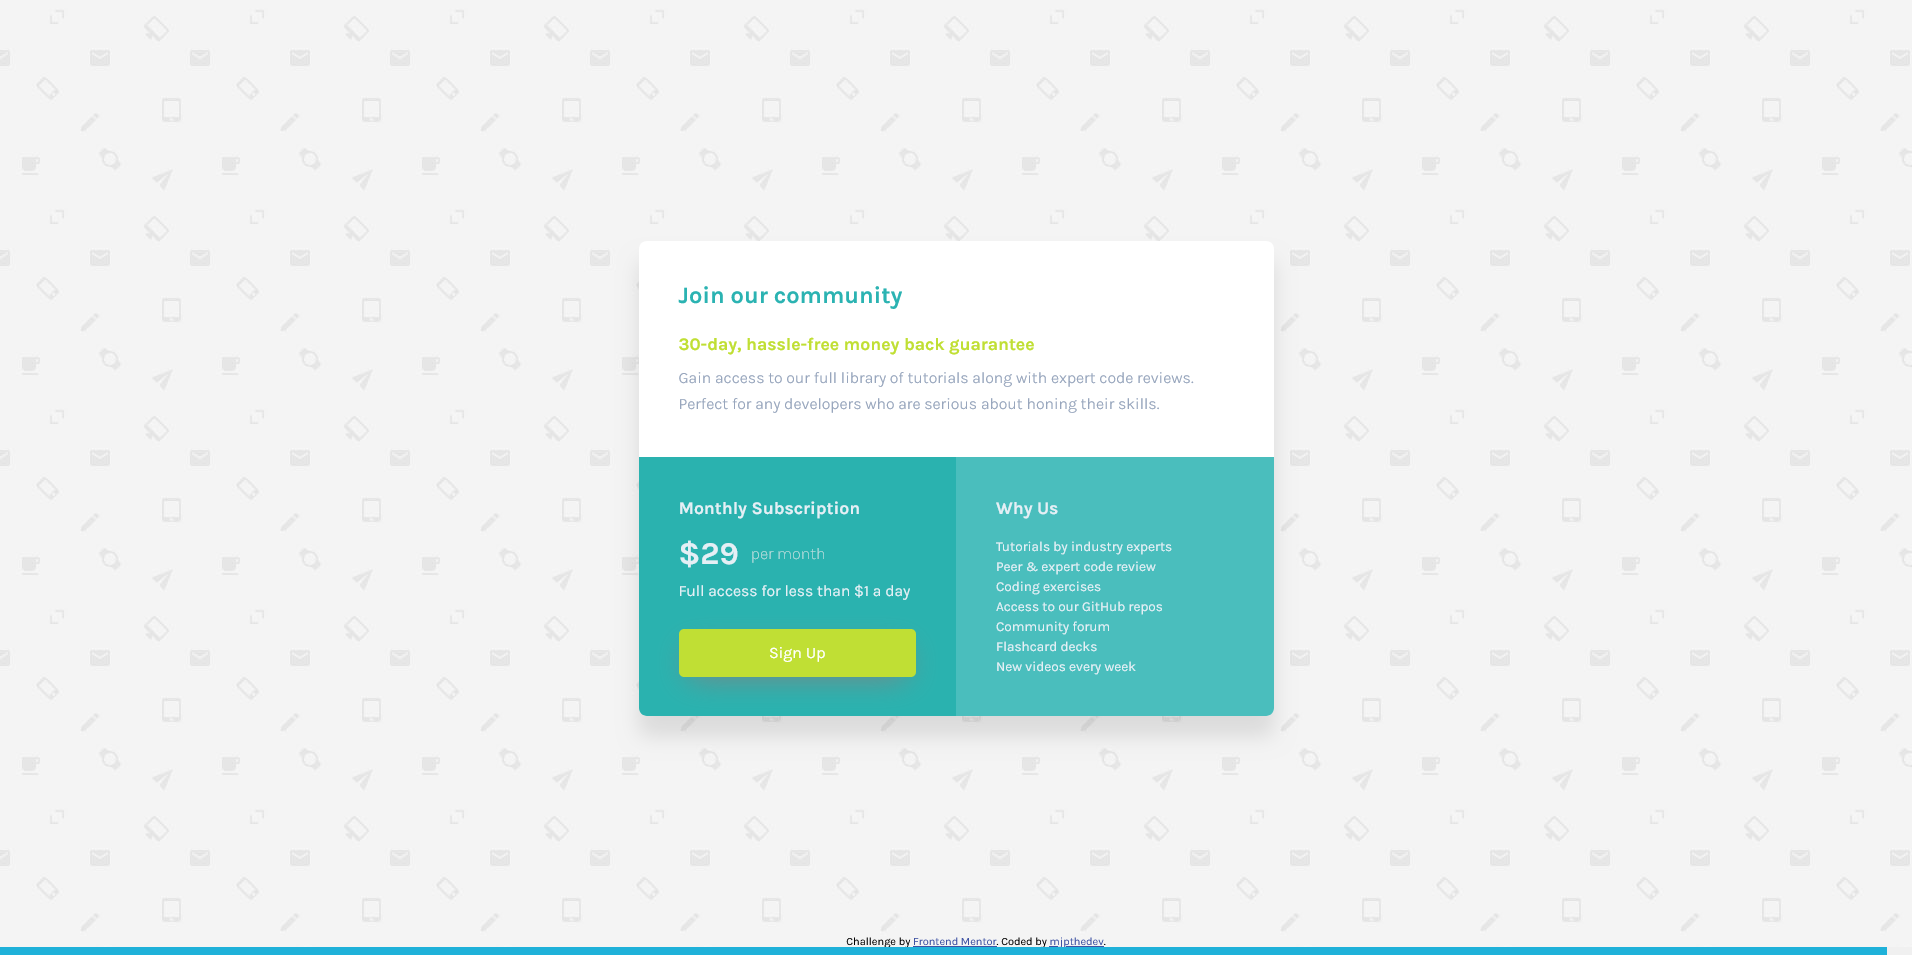 Join our community
30-day, hassle-free money back guarantee
Gain access to our full library of tutorials along with expert code reviews.
Perfect for any developers who are serious about honing their skills.
Monthly Subscription
$29 per month
Full access for less than $1 a day
Sign Up
Why Us
Tutorials by industry experts
Peer & expert code review
Coding exercises
Access to our GitHub repos
Community forum
Flashcard decks
New videos every week
Challenge by Frontend Mentor. Coded by mjpthedev.